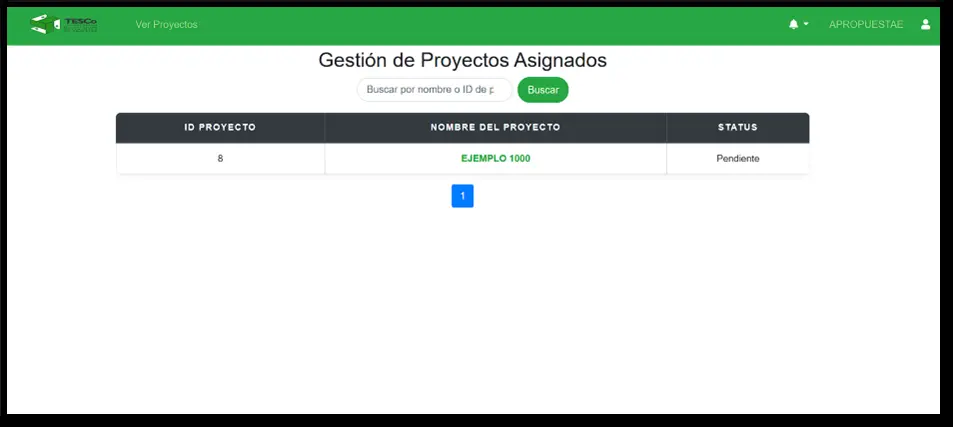 TESCo
Ver Proyectos
APROPUESTAE
Gestión de Proyectos Asignados
Buscar por nombre o ID de p
Buscar
ID PROYECTO
NOMBRE DEL PROYECTO
STATUS
8
EJEMPLO 1000
Pendiente
1